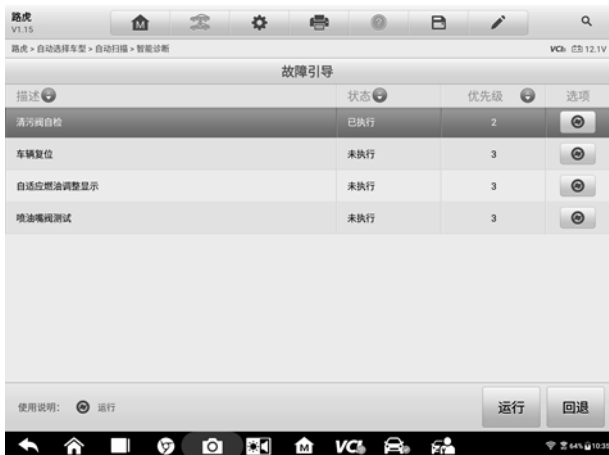 路虎
V1.15
路虎 > 自动选择车型 > 自动扫描 > 智能诊断
VCI: 12.1V
故障引导
描述 状态 优先级 选项
清污阀自检 已执行 2
车辆复位 未执行 3
自适应燃油调整显示 未执行 3
喷油嘴阀测试 未执行 3
使用说明: 运行
运行 回退
M VCI 64% 10:35